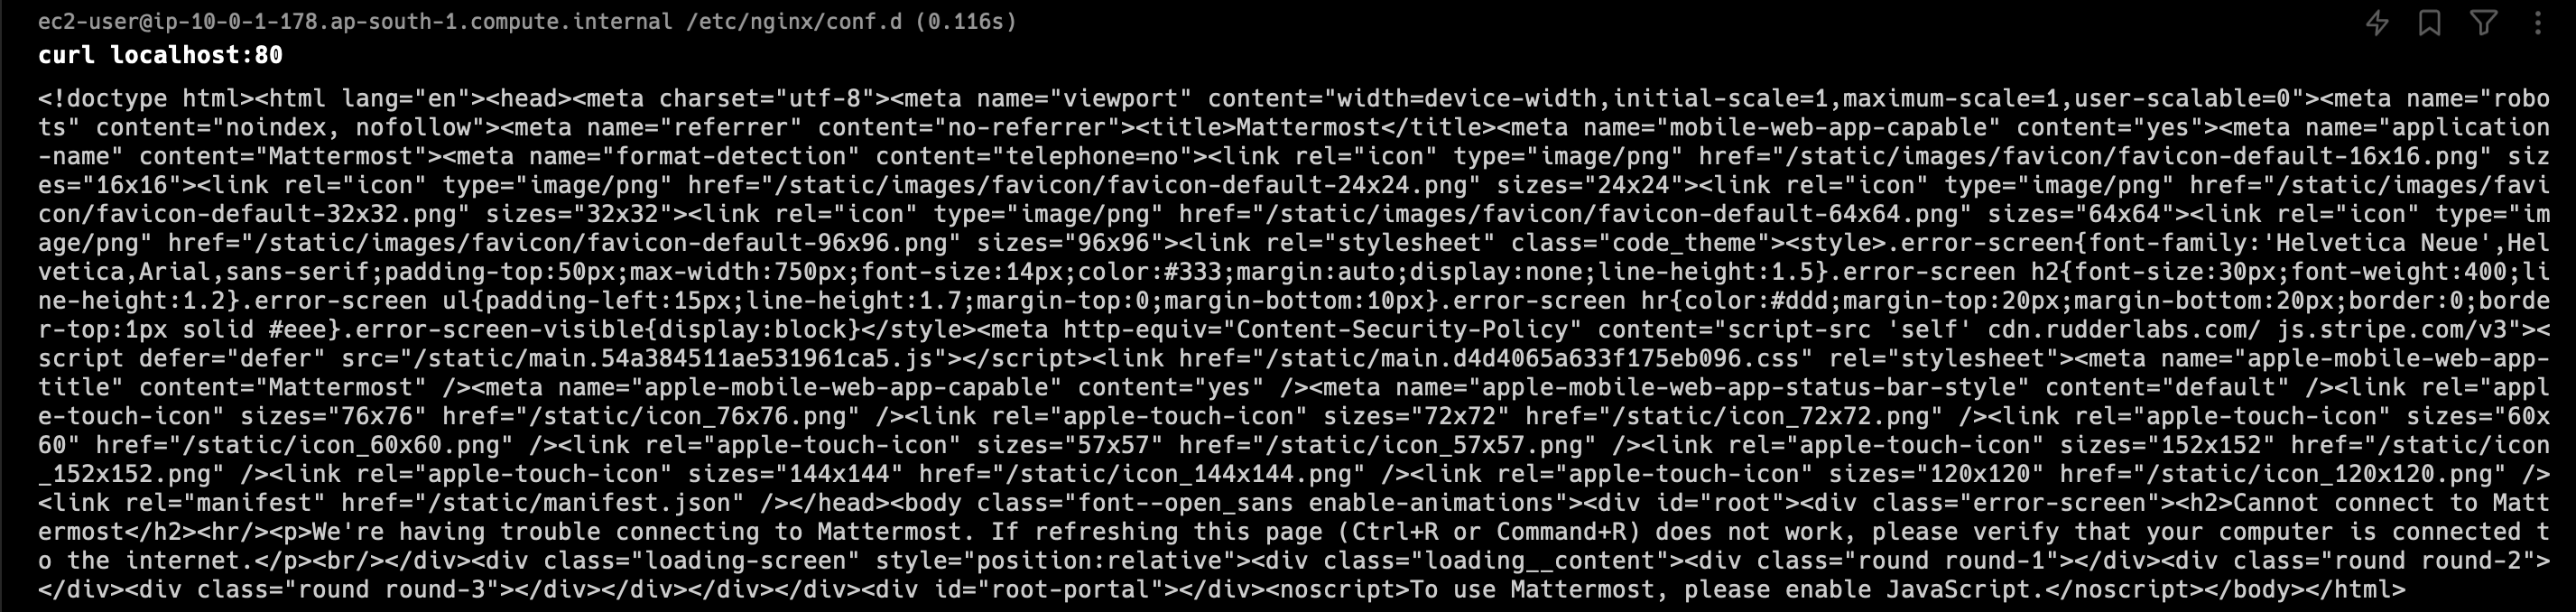 ec2-user@ip-10-0-1-178.ap-south-1.compute.internal /etc/nginx/conf.d (0.116s)
curl localhost:80
<!doctype html><html lang="en"><head><meta charset="utf-8"><meta name="viewport" content="width=device-width,initial-scale=1,maximum-scale=1,user-scalable=0"><meta name="robo
ts" content="noindex, nofollow"><meta name="referrer" content="no-referrer"><title>Mattermost</title><meta name="mobile-web-app-capable" content="yes"><meta name="application
-name" content="Mattermost"><meta name="format-detection" content="telephone=no"><link rel="icon" type="image/png" href="/static/images/favicon/favicon-default-16x16.png" siz
es="16x16"><link rel="icon" type="image/png" href="/static/images/favicon/favicon-default-24x24.png" sizes="24x24"><link rel="icon" type="image/png" href="/static/images/favi
con/favicon-default-32x32.png" sizes="32x32"><link rel="icon" type="image/png" href="/static/images/favicon/favicon-default-64x64.png" sizes="64x64"><link rel="icon" type="im
age/png" href="/static/images/favicon/favicon-default-96x96.png" sizes="96x96"><link rel="stylesheet" class="code_theme"><style>.error-screen{font-family:'Helvetica Neue',Hel
vetica,Arial,sans-serif;padding-top:50px;max-width:750px;font-size:14px;color:#333;margin:auto;display:none;line-height:1.5}.error-screen h2{font-size:30px;font-weight:400;li
ne-height:1.2}.error-screen ul{padding-left:15px;line-height:1.7;margin-top:0;margin-bottom:10px}.error-screen hr{color:#ddd;margin-top:20px;margin-bottom:20px;border:0;borde
r-top:1px solid #eee}.error-screen-visible{display:block}</style><meta http-equiv="Content-Security-Policy" content="script-src 'self' cdn.rudderlabs.com/ js.stripe.com/v3"><
script defer="defer" src="/static/main.54a384511ae531961ca5.js"></script><link href="/static/main.d4d4065a633f175eb096.css" rel="stylesheet"><meta name="apple-mobile-web-app-
title" content="Mattermost" /><meta name="apple-mobile-web-app-capable" content="yes" /><meta name="apple-mobile-web-app-status-bar-style" content="default" /><link rel="appl
e-touch-icon" sizes="76x76" href="/static/icon_76x76.png" /><link rel="apple-touch-icon" sizes="72x72" href="/static/icon_72x72.png" /><link rel="apple-touch-icon" sizes="60x
60" href="/static/icon_60x60.png" /><link rel="apple-touch-icon" sizes="57x57" href="/static/icon_57x57.png" /><link rel="apple-touch-icon" sizes="152x152" href="/static/icon
_152x152.png" /><link rel="apple-touch-icon" sizes="144x144" href="/static/icon_144x144.png" /><link rel="apple-touch-icon" sizes="120x120" href="/static/icon_120x120.png" />
<link rel="manifest" href="/static/manifest.json" /></head><body class="font--open_sans enable-animations"><div id="root"><div class="error-screen"><h2>Cannot connect to Matt
ermost</h2><hr/><p>We're having trouble connecting to Mattermost. If refreshing this page (Ctrl+R or Command+R) does not work, please verify that your computer is connected t
o the internet.</p><br/></div><div class="loading-screen" style="position:relative"><div class="loading__content"><div class="round round-1"></div><div class="round round-2">
</div><div class="round round-3"></div></div></div></div><div id="root-portal"></div><noscript>To use Mattermost, please enable JavaScript.</noscript></body></html>